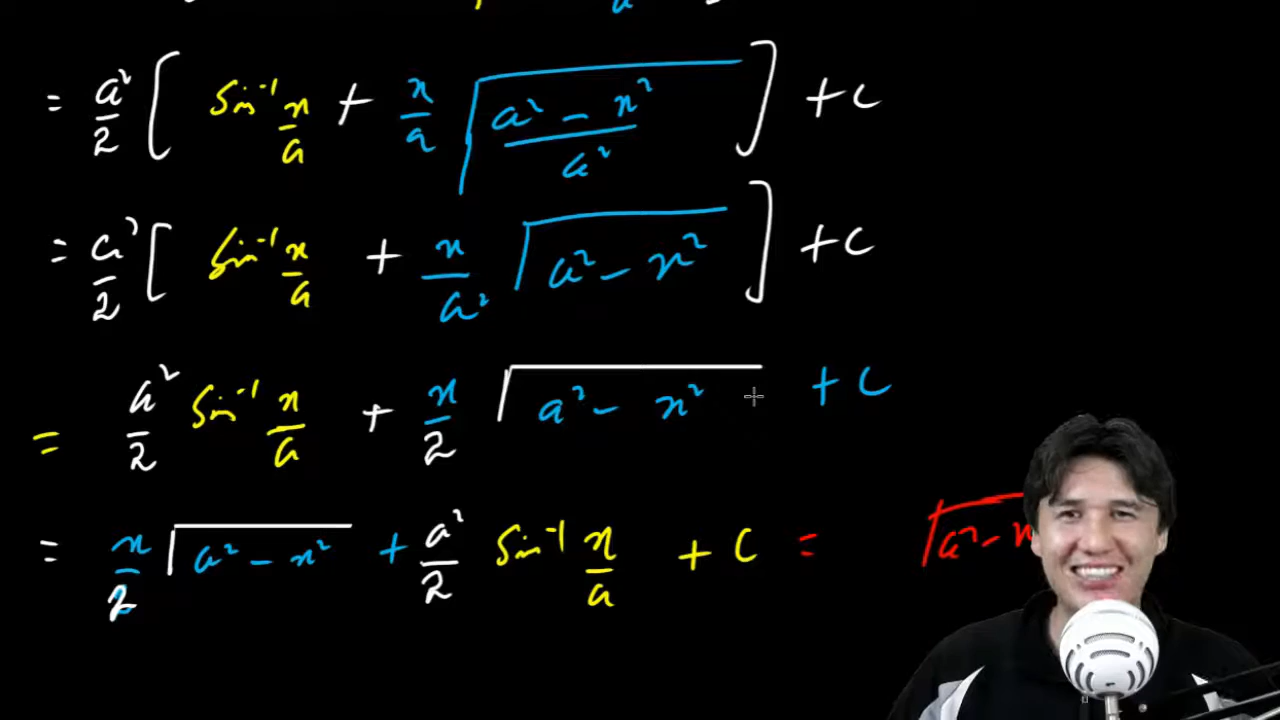 a
= a²/2 [ Sin⁻¹ x/a + x/a √((a² - x²)/a²) ] + c
= a²/2 [ Sin⁻¹ x/a + x/a² √(a² - x²) ] + c
= a²/2 Sin⁻¹ x/a + x/2 √(a² - x²) + c
= x/2 √(a² - x²) + a²/2 Sin⁻¹ x/a + c = √(a² - x